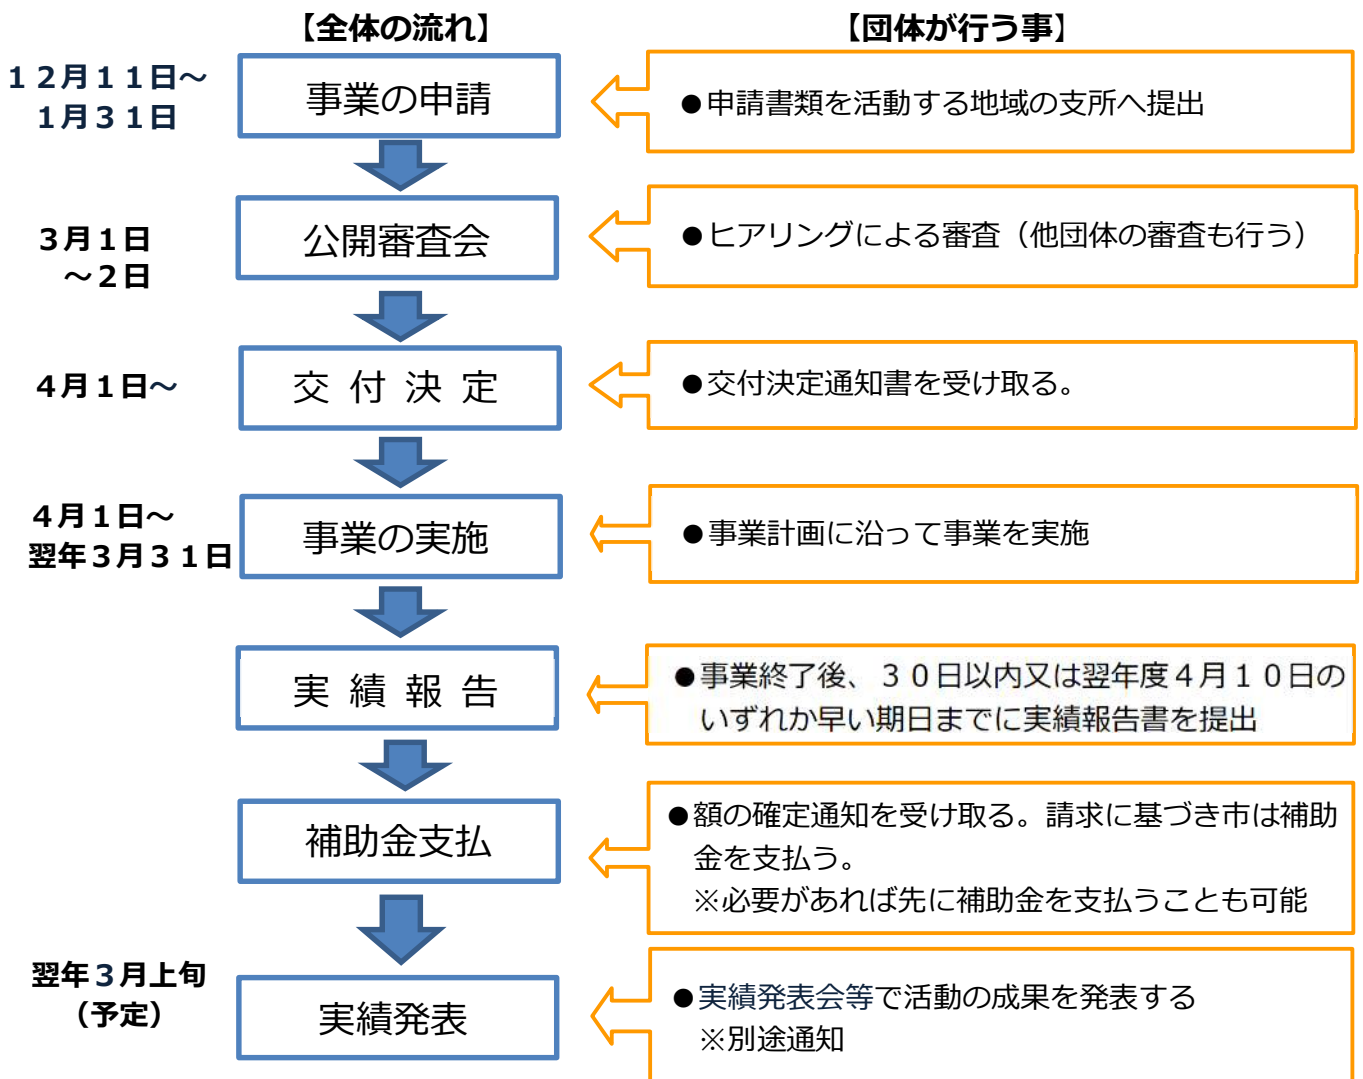 【全体の流れ】
【団体が行う事】
１２月１１日～
１月３１日
事業の申請
●申請書類を活動する地域の支所へ提出
３月１日
～２日
公開審査会
●ヒアリングによる審査（他団体の審査も行う）
４月１日～
交 付 決 定
●交付決定通知書を受け取る。
４月１日～
翌年３月３１日
事業の実施
●事業計画に沿って事業を実施
実 績 報 告
●事業終了後、３０日以内又は翌年度４月１０日の
いずれか早い期日までに実績報告書を提出
補助金支払
●額の確定通知を受け取る。請求に基づき市は補助
金を支払う。
※必要があれば先に補助金を支払うことも可能
翌年３月上旬
（予定）
実績発表
●実績発表会等で活動の成果を発表する
※別途通知